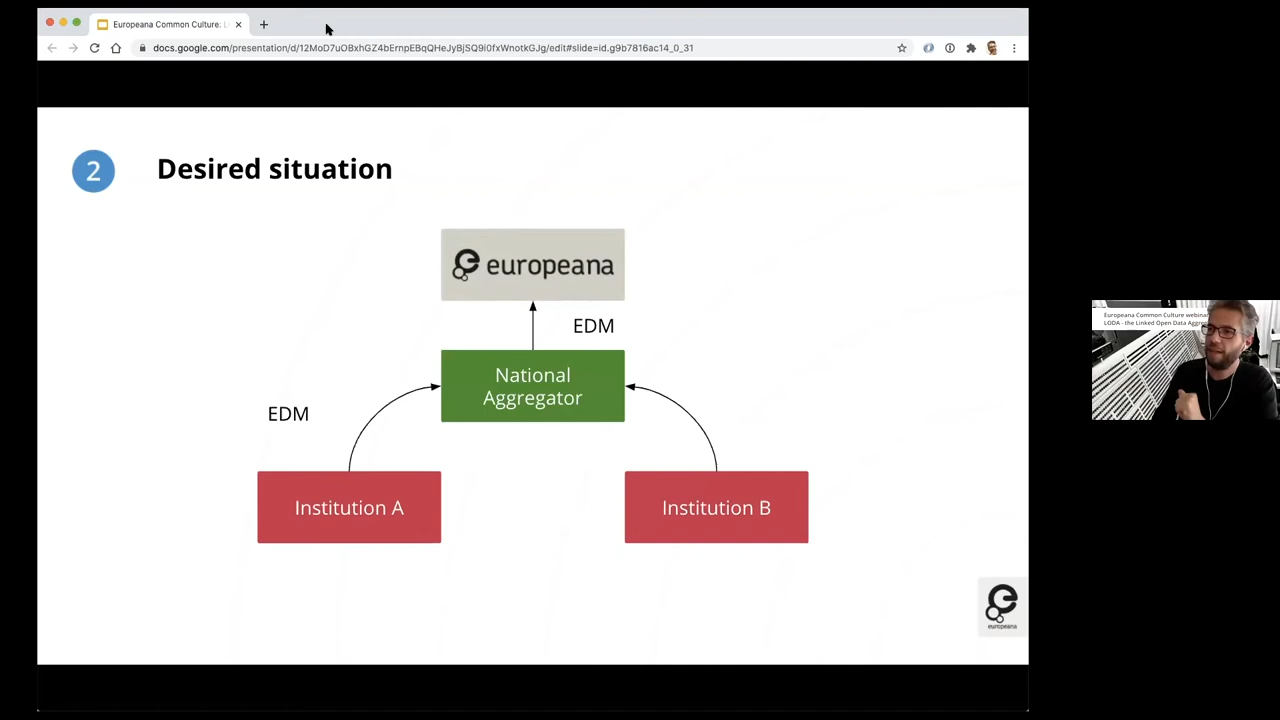 Europeana Common Culture: L
docs.google.com/presentation/d/12MoD7uOBxhGZ4bErnpEBqQHeJyBjSQ9i0fxWnotkGJg/edit#slide=id.g9b7816ac14_0_31
2
Desired situation
europeana
EDM
National
Aggregator
EDM
Institution A
Institution B
europeana
Europeana Common Culture webinar
LODA - the Linked Open Data Aggre